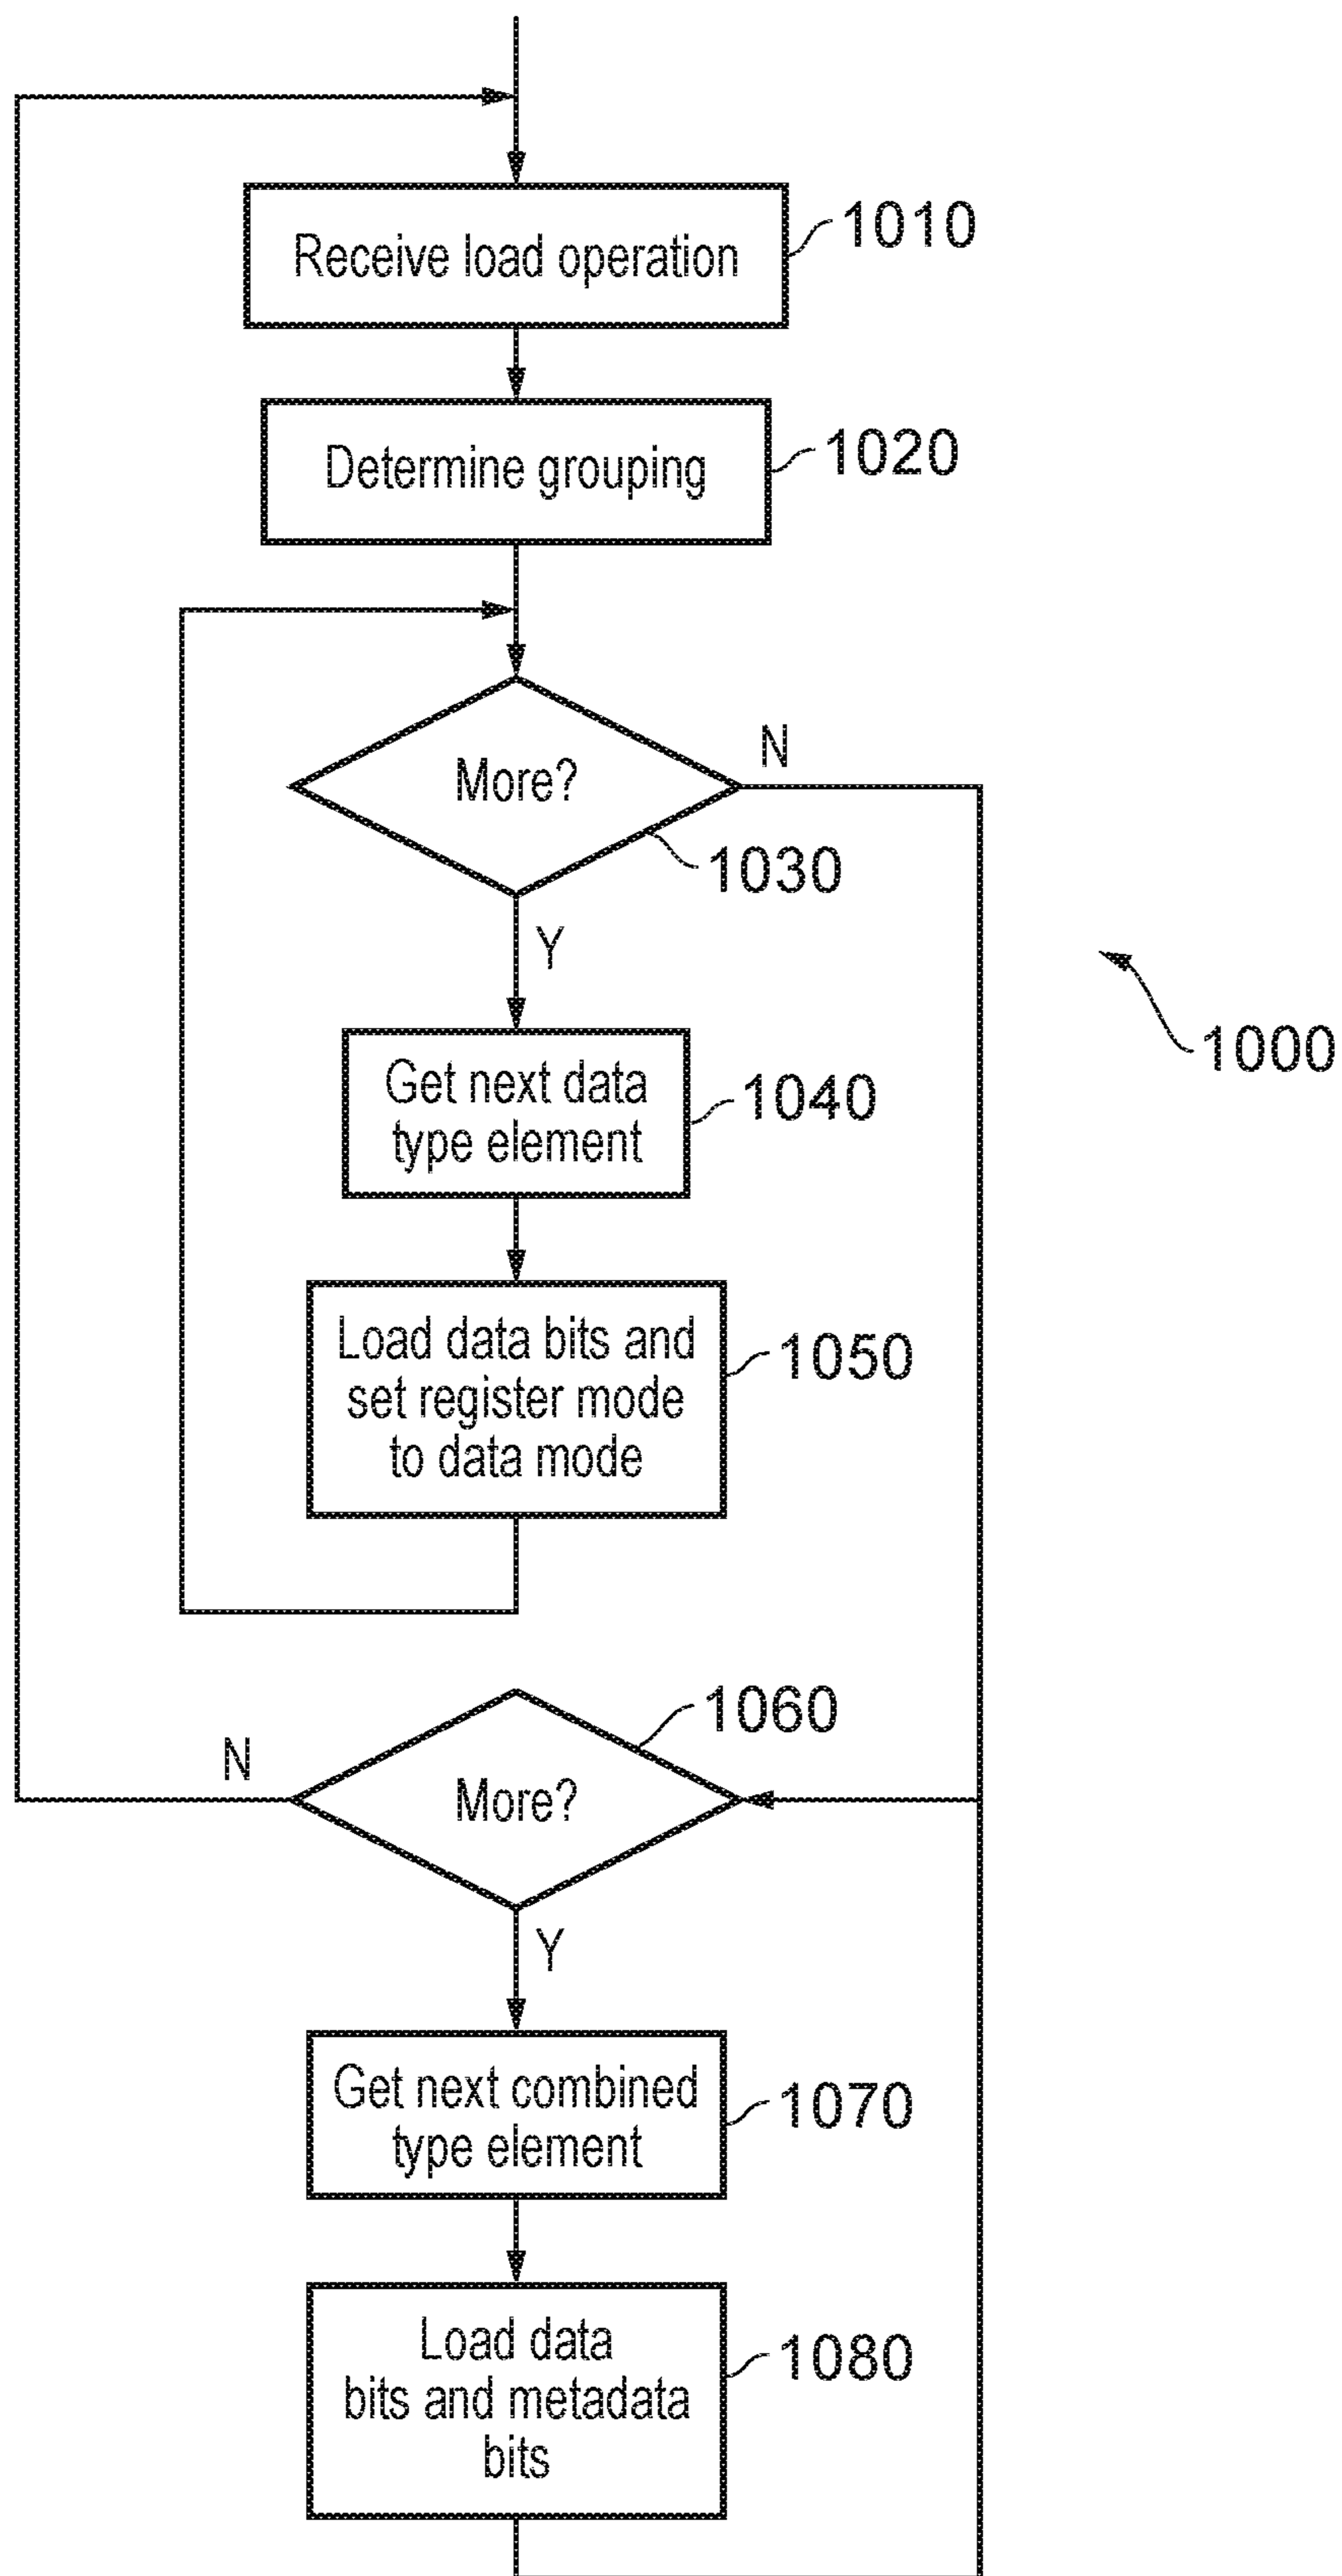 Receive load operation
1010
Determine grouping
1020
More?
N
1030
Y
1000
Get next data
type element
1040
Load data bits and
set register mode
to data mode
1050
1060
N
More?
Y
Get next combined
type element
1070
Load data
bits and metadata
bits
1080